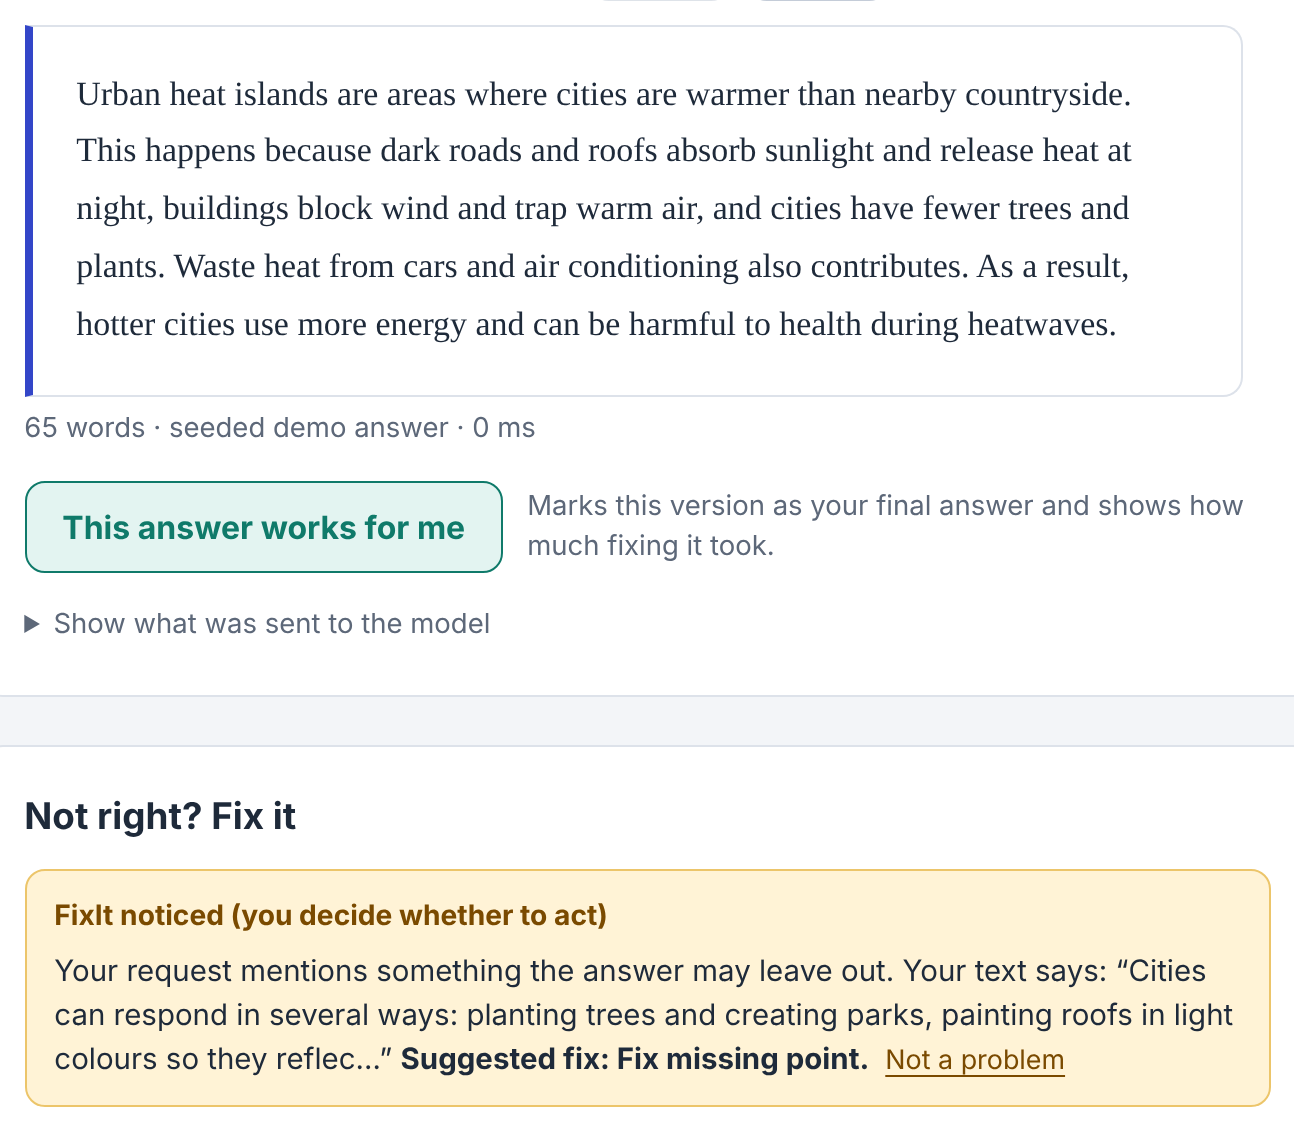 Urban heat islands are areas where cities are warmer than nearby countryside.
This happens because dark roads and roofs absorb sunlight and release heat at
night, buildings block wind and trap warm air, and cities have fewer trees and
plants. Waste heat from cars and air conditioning also contributes. As a result,
hotter cities use more energy and can be harmful to health during heatwaves.
65 words · seeded demo answer · 0 ms
This answer works for me
Marks this version as your final answer and shows how
much fixing it took.
▶ Show what was sent to the model
Not right? Fix it
FixIt noticed (you decide whether to act)
Your request mentions something the answer may leave out. Your text says: “Cities
can respond in several ways: planting trees and creating parks, painting roofs in light
colours so they reflec…” Suggested fix: Fix missing point. Not a problem